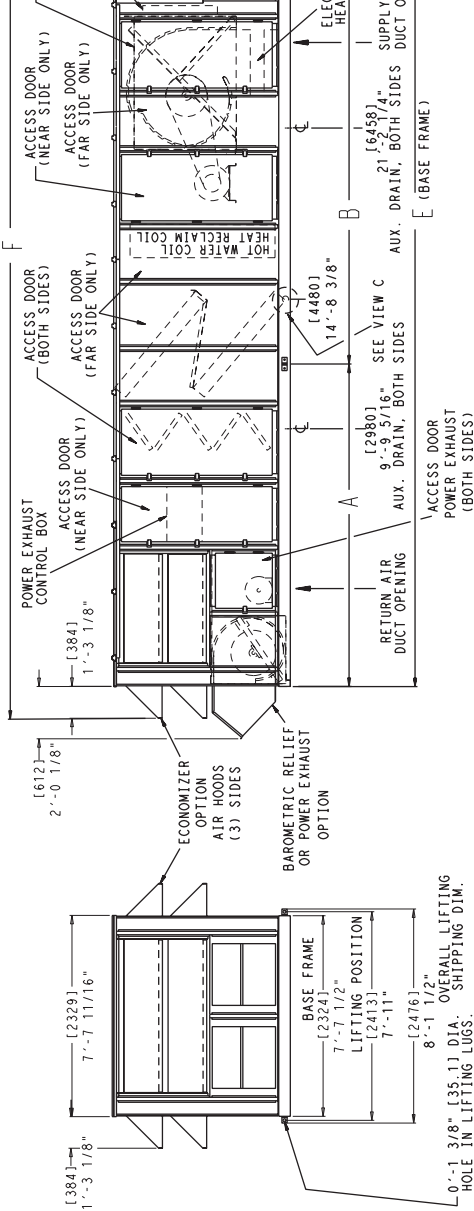 F
ACCESS DOOR
(NEAR SIDE ONLY)
ACCESS DOOR
(FAR SIDE ONLY)
ACCESS DOOR
(BOTH SIDES)
ACCESS DOOR
(FAR SIDE ONLY)
POWER EXHAUST
CONTROL BOX
ACCESS DOOR
(NEAR SIDE ONLY)
[384]
1'-3 1/8"
[612]
2'-0 1/8"
HOT WATER COIL
HEAT RECLAIM COIL
SUPPLY
[6458]
21'-2 1/4"
AUX. DRAIN, BOTH SIDES
E (BASE FRAME)
B
[4480]
14'-8 3/8"
SEE VIEW C
[2980]
9'-9 5/16"
AUX. DRAIN, BOTH SIDES
A
ACCESS DOOR
POWER EXHAUST
(BOTH SIDES)
RETURN AIR
DUCT OPENING
ECONOMIZER
OPTION
AIR HOODS
(3) SIDES
BAROMETRIC RELIEF
OR POWER EXHAUST
OPTION
[2329]
7'-7 11/16"
[384]
1'-3 1/8"
BASE FRAME
[2324]
7'-7 1/2"
LIFTING POSITION
[2413]
7'-11"
[2476]
8'-1 1/2"
OVERALL LIFTING
SHIPPING DIM.
0'-1 3/8" [35.1] DIA.
HOLE IN LIFTING LUGS.